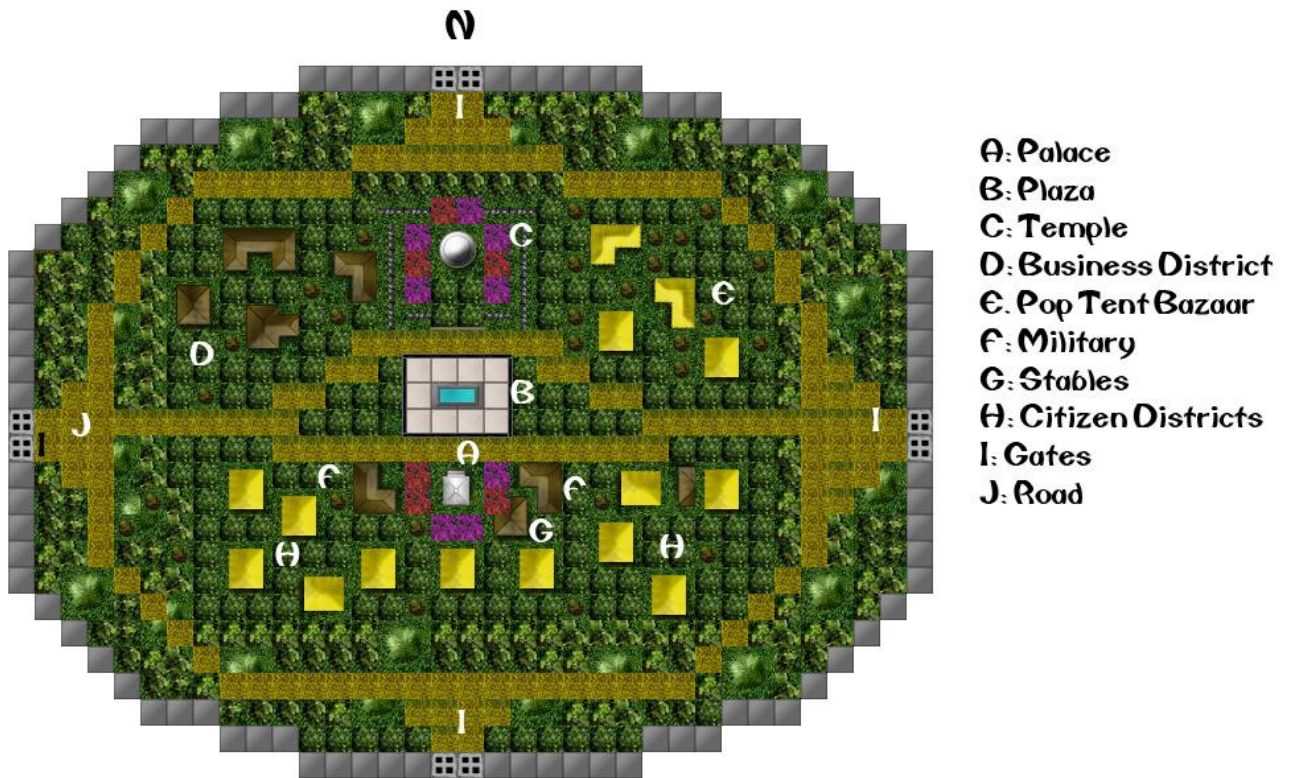 N
I
C
E
D
B
J
I
I
A
F
F
G
H
H
I
A: Palace
B: Plaza
C: Temple
D: Business District
E: Pop Tent Bazaar
F: Military
G: Stables
H: Citizen Districts
I: Gates
J: Road